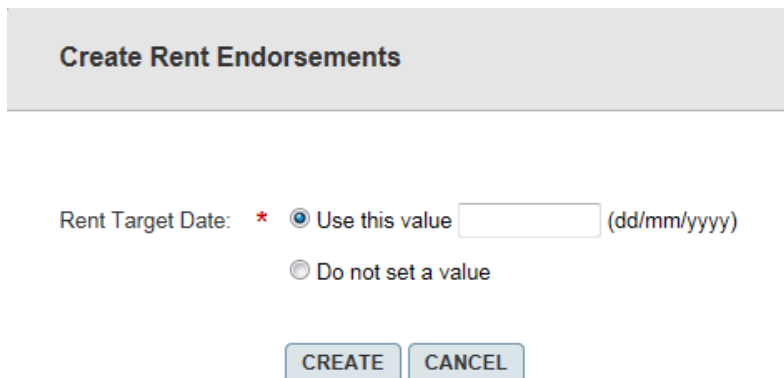 Create Rent Endorsements
Rent Target Date: * Use this value (dd/mm/yyyy)
Do not set a value
CREATE CANCEL